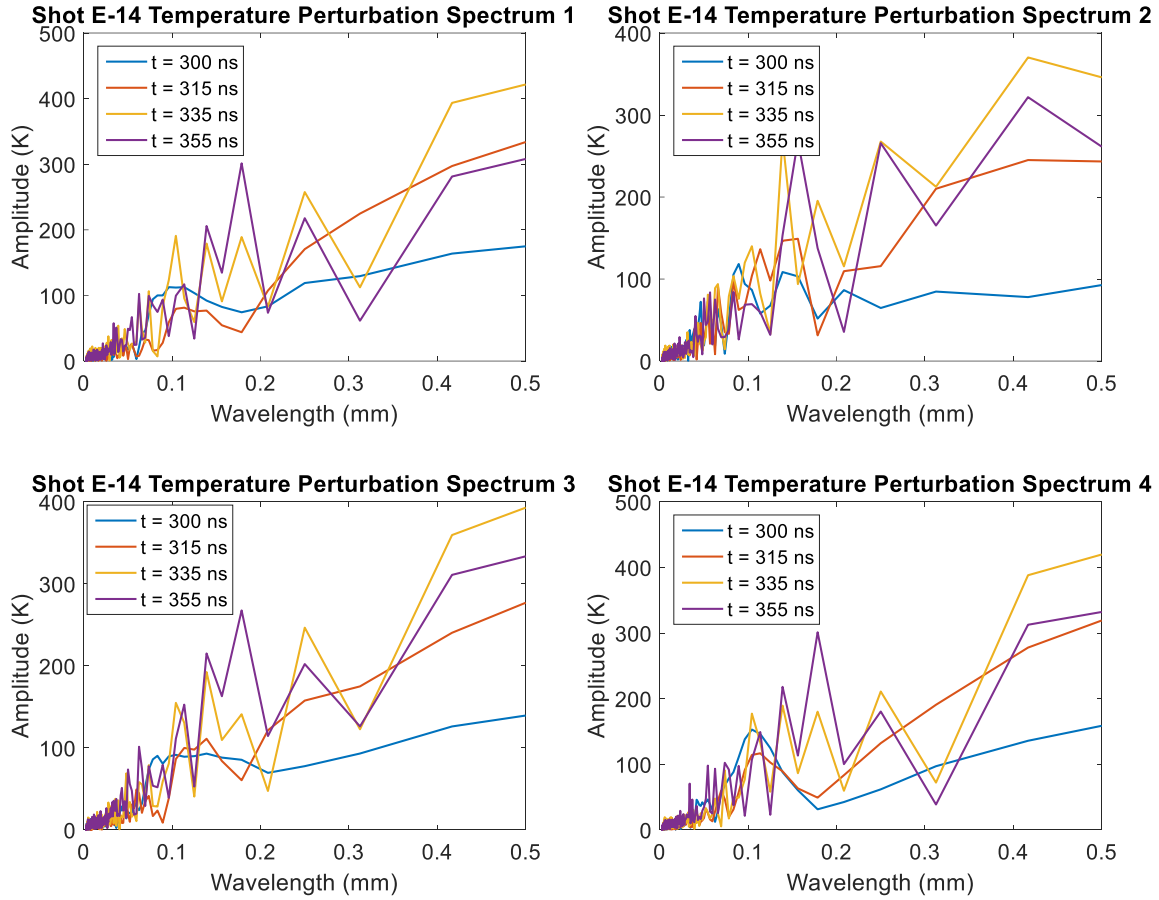 Shot E-14 Temperature Perturbation Spectrum 1
500
400
300
200
100
0
Amplitude (K)
t = 300 ns
t = 315 ns
t = 335 ns
t = 355 ns
0 0.1 0.2 0.3 0.4 0.5
Wavelength (mm)
Shot E-14 Temperature Perturbation Spectrum 2
400
300
200
100
0
Amplitude (K)
t = 300 ns
t = 315 ns
t = 335 ns
t = 355 ns
0 0.1 0.2 0.3 0.4 0.5
Wavelength (mm)
Shot E-14 Temperature Perturbation Spectrum 3
400
300
200
100
0
Amplitude (K)
t = 300 ns
t = 315 ns
t = 335 ns
t = 355 ns
0 0.1 0.2 0.3 0.4 0.5
Wavelength (mm)
Shot E-14 Temperature Perturbation Spectrum 4
500
400
300
200
100
0
Amplitude (K)
t = 300 ns
t = 315 ns
t = 335 ns
t = 355 ns
0 0.1 0.2 0.3 0.4 0.5
Wavelength (mm)